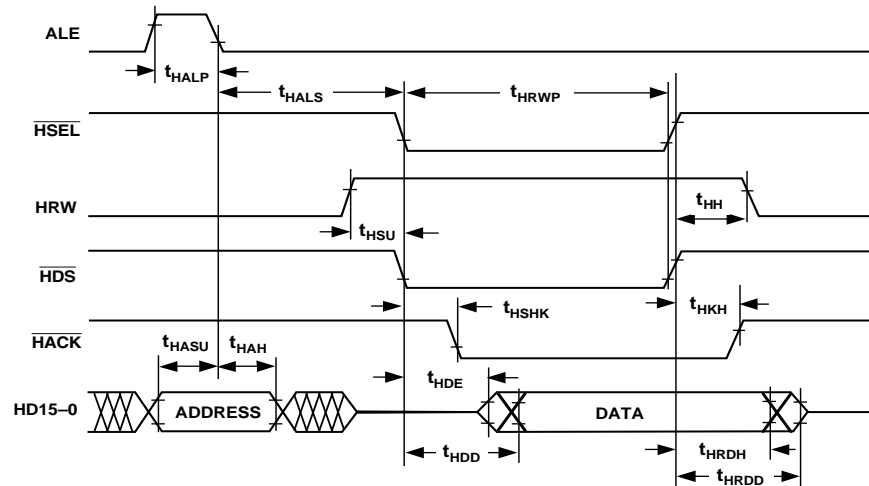 ALE
tHALP
tHALS
tHRWP
HSEL
HRW
tHH
tHSU
HDS
tHSHK
tHKH
HACK
tHASU
tHAH
tHDE
HD15–0
ADDRESS
DATA
tHDD
tHRDH
tHRDD